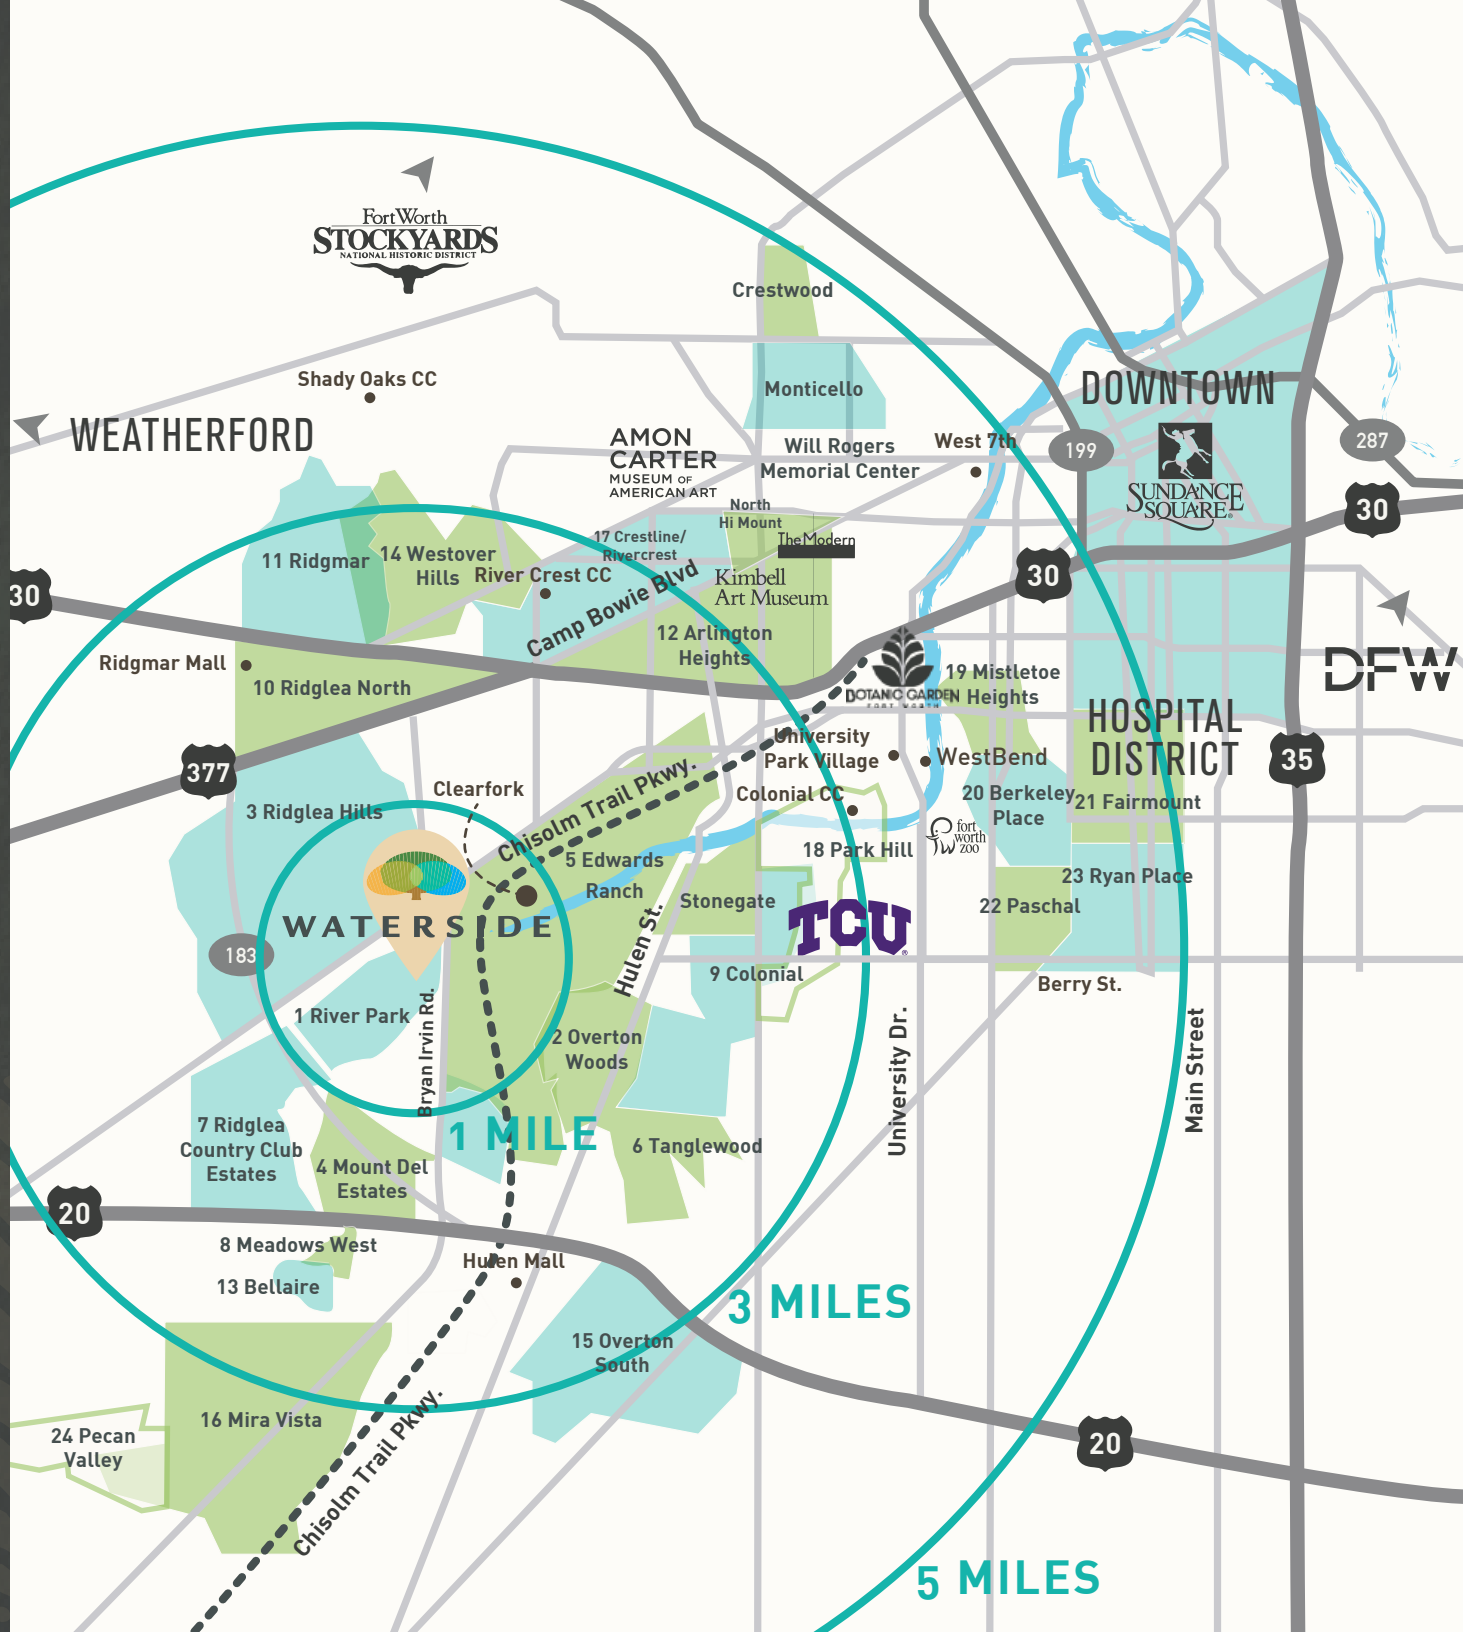 Fort Worth
STOCKYARDS
NATIONAL HISTORIC DISTRICT
Crestwood
Shady Oaks CC
Monticello
DOWNTOWN
WEATHERFORD
AMON
CARTER
MUSEUM OF
AMERICAN ART
Will Rogers
Memorial Center
West 7th
199
287
SUNDANCE
SQUARE
North
Hi Mount
30
17 Crestline/
Rivercrest
The Modern
11 Ridgmar
14 Westover
Hills
River Crest CC
Camp Bowie Blvd
Kimbell
Art Museum
30
30
12 Arlington
Heights
Ridgmar Mall
10 Ridglea North
BOTANIC GARDEN
FORT WORTH
19 Mistletoe
Heights
DFW
HOSPITAL
DISTRICT
University
Park Village
WestBend
35
377
Clearfork
Chisolm Trail Pkwy.
Colonial CC
20 Berkeley
Place
21 Fairmount
3 Ridglea Hills
fort
worth
zoo
5 Edwards
Ranch
18 Park Hill
23 Ryan Place
Stonegate
22 Paschal
WATERSIDE
TCU
183
Hulen St.
9 Colonial
Berry St.
1 River Park
Bryan Irvin Rd.
2 Overton
Woods
University Dr.
Main Street
1 MILE
7 Ridglea
Country Club
Estates
4 Mount Del
Estates
6 Tanglewood
20
8 Meadows West
Hulen Mall
13 Bellaire
3 MILES
15 Overton
South
16 Mira Vista
Chisolm Trail Pkwy.
24 Pecan
Valley
20
5 MILES